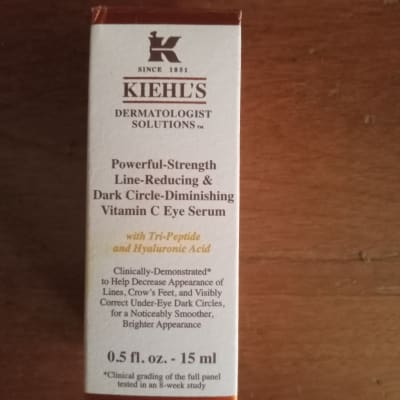 K
SINCE 1851
KIEHL'S
DERMATOLOGIST
SOLUTIONS™
Powerful-Strength
Line-Reducing &
Dark Circle-Diminishing
Vitamin C Eye Serum
with Tri-Peptide
and Hyaluronic Acid
Clinically-Demonstrated*
to Help Decrease Appearance of
Lines, Crow's Feet, and Visibly
Correct Under-Eye Dark Circles,
for a Noticeably Smoother,
Brighter Appearance
0.5 fl. oz. - 15 ml
*Clinical grading of the full panel
tested in an 8-week study